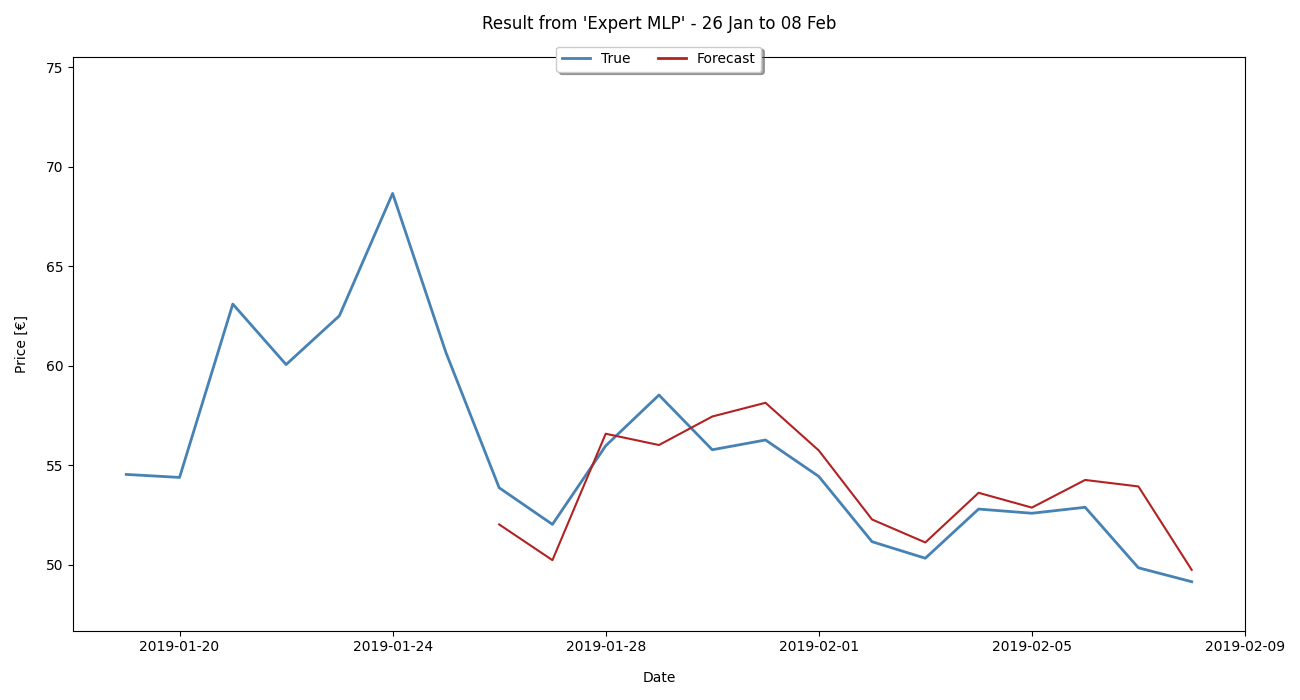 Result from 'Expert MLP' - 26 Jan to 08 Feb
True Forecast
75
70
65
60
55
50
Price [€]
2019-01-20 2019-01-24 2019-01-28 2019-02-01 2019-02-05 2019-02-09
Date